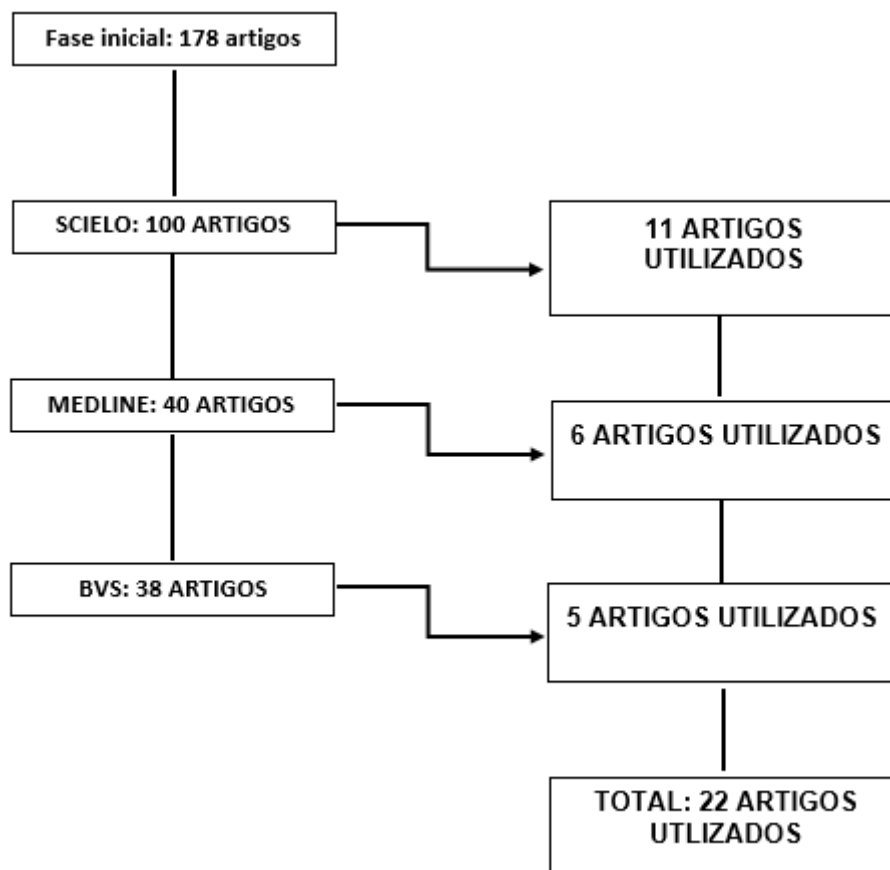 Fase inicial: 178 artigos
SCIELO: 100 ARTIGOS
11 ARTIGOS
UTILIZADOS
MEDLINE: 40 ARTIGOS
6 ARTIGOS UTILIZADOS
BVS: 38 ARTIGOS
5 ARTIGOS UTILIZADOS
TOTAL: 22 ARTIGOS
UTLIZADOS